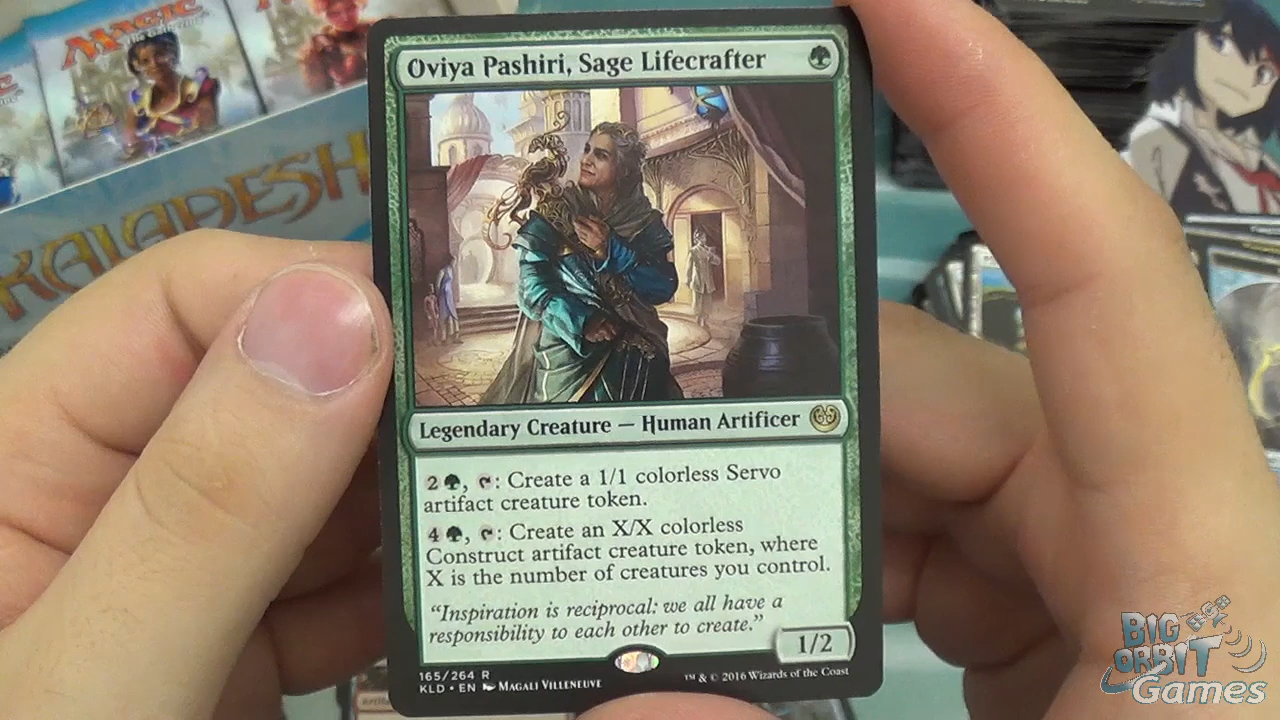 MAGIC
KALADESH
Oviya Pashiri, Sage Lifecrafter
Legendary Creature — Human Artificer
2 , : Create a 1/1 colorless Servo
artifact creature token.
4 , : Create an X/X colorless
Construct artifact creature token, where
X is the number of creatures you control.
“Inspiration is reciprocal: we all have a
responsibility to each other to create.”
1/2
165/264 R
KLD • EN Magali Villeneuve
™ & © 2016 Wizards of the Coast
BIG
ORBIT
Games